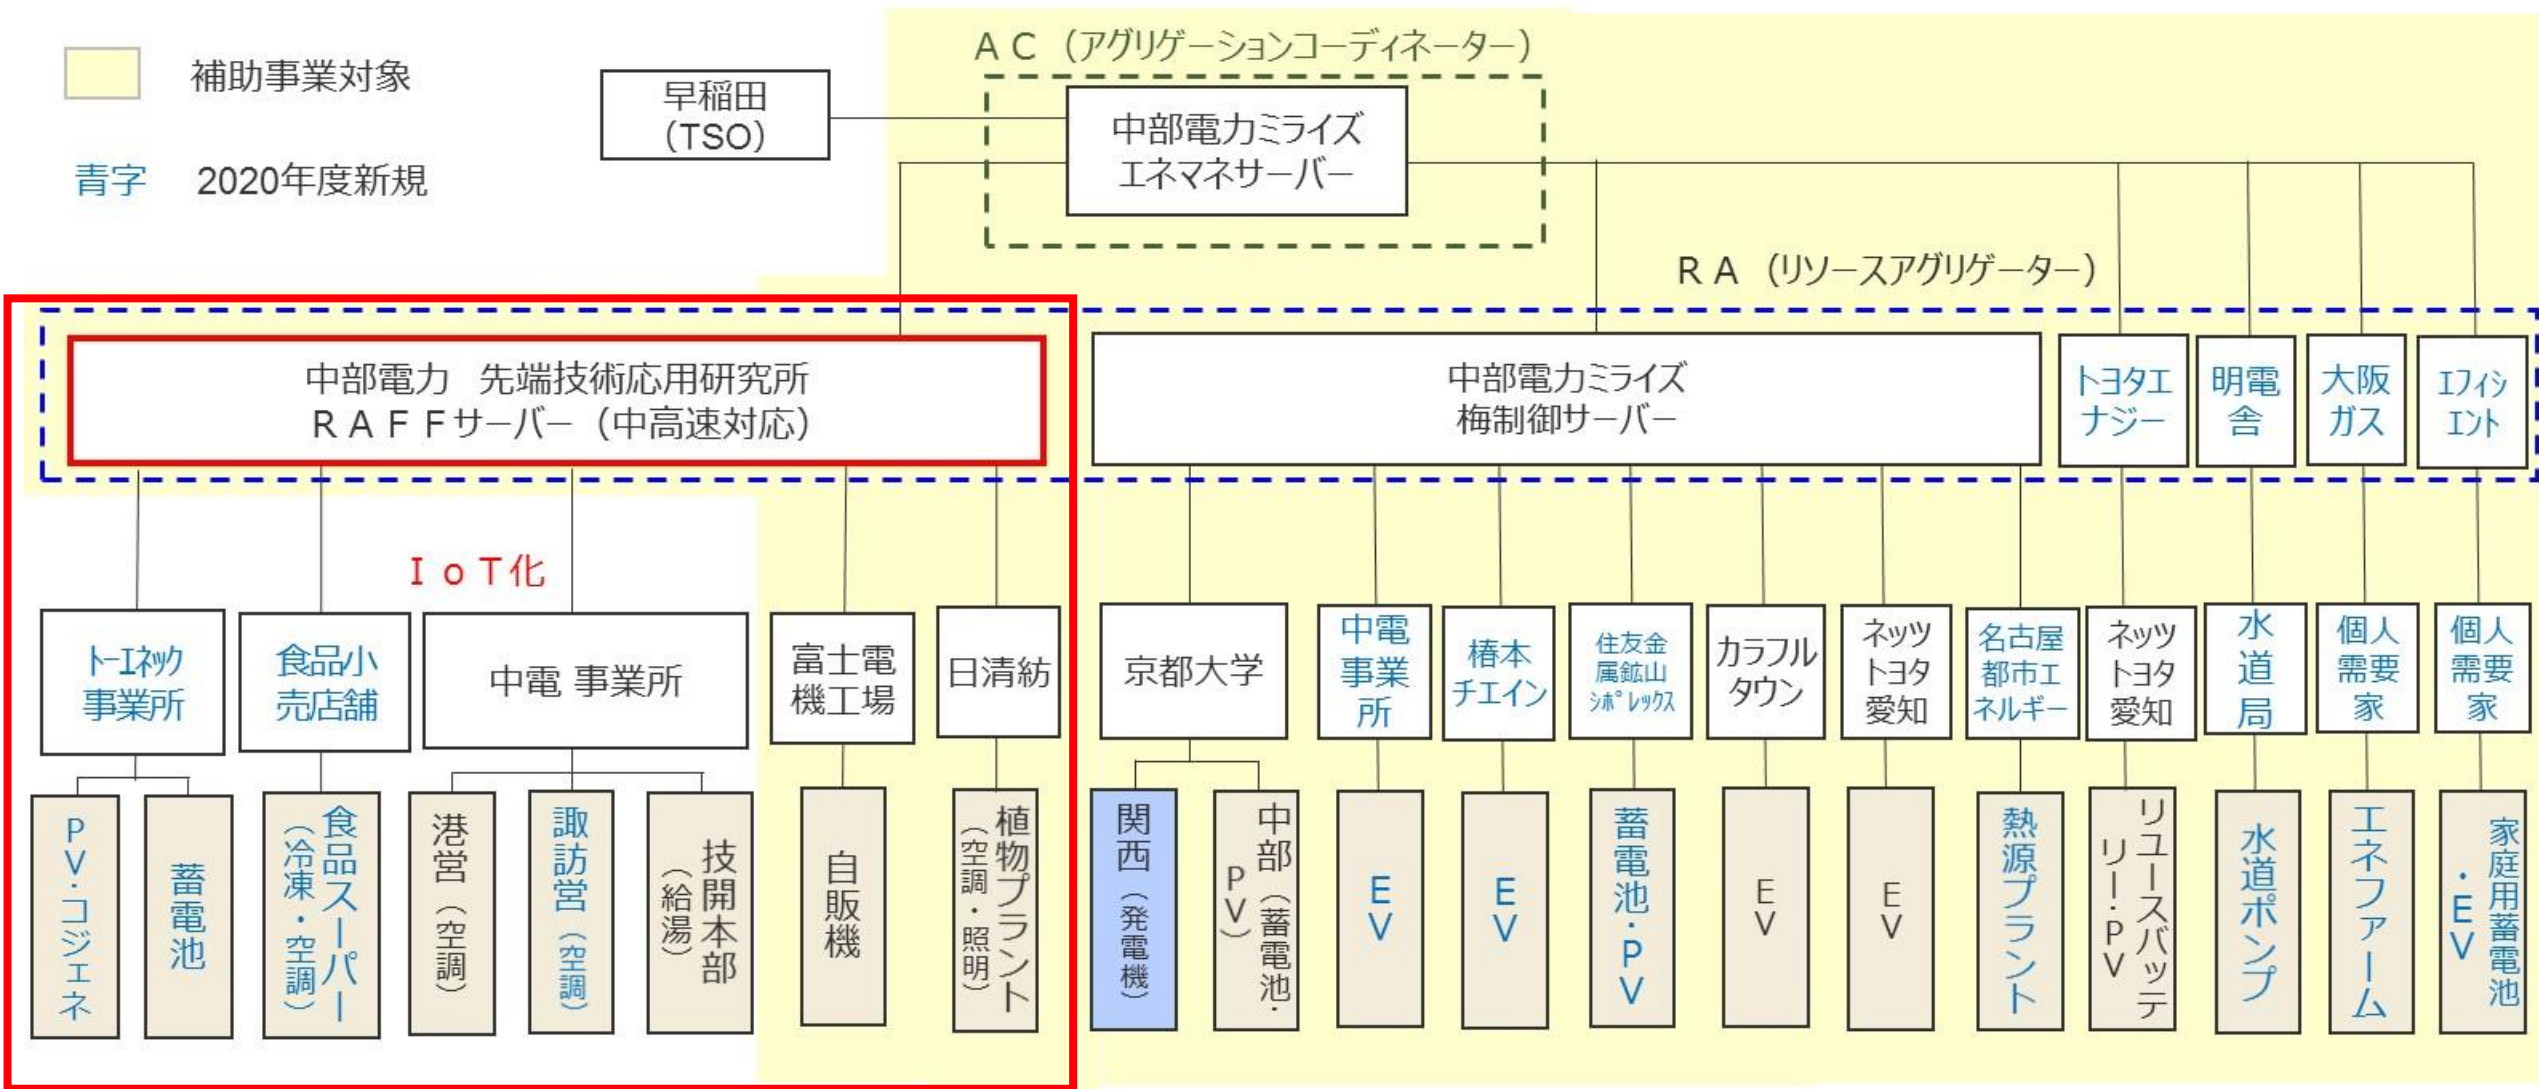 補助事業対象
青字 2020年度新規
早稲田
(TSO)
AC(アグリゲーションコーディネーター)
中部電力ミライズ
エネマネサーバー
RA(リソースアグリゲーター)
中部電力 先端技術応用研究所
RAFFサーバー(中高速対応)
中部電力ミライズ
梅制御サーバー
トヨタエ
ナジー
明電
舎
大阪
ガス
エフィシ
エント
IoT化
トーエネック
事業所
食品小
売店舗
中電 事業所
富士電
機工場
日清紡
京都大学
中電
事業
所
椿本
チエイン
住友金
属鉱山
シポレックス
カラフル
タウン
ネッツ
トヨタ
愛知
名古屋
都市エ
ネルギー
ネッツ
トヨタ
愛知
水
道
局
個人
需要
家
個人
需要
家
PV・コジェネ
蓄電池
食品スーパー
(冷凍・空調)
港営(空調)
諏訪営(空調)
技開本部
(給湯)
自販機
植物プラント
(空調・照明)
関西(発電機)
中部(蓄電池・
PV)
EV
EV
蓄電池・PV
EV
EV
熱源プラント
リユースバッテ
リー・PV
水道ポンプ
エネファーム
家庭用蓄電池
・EV